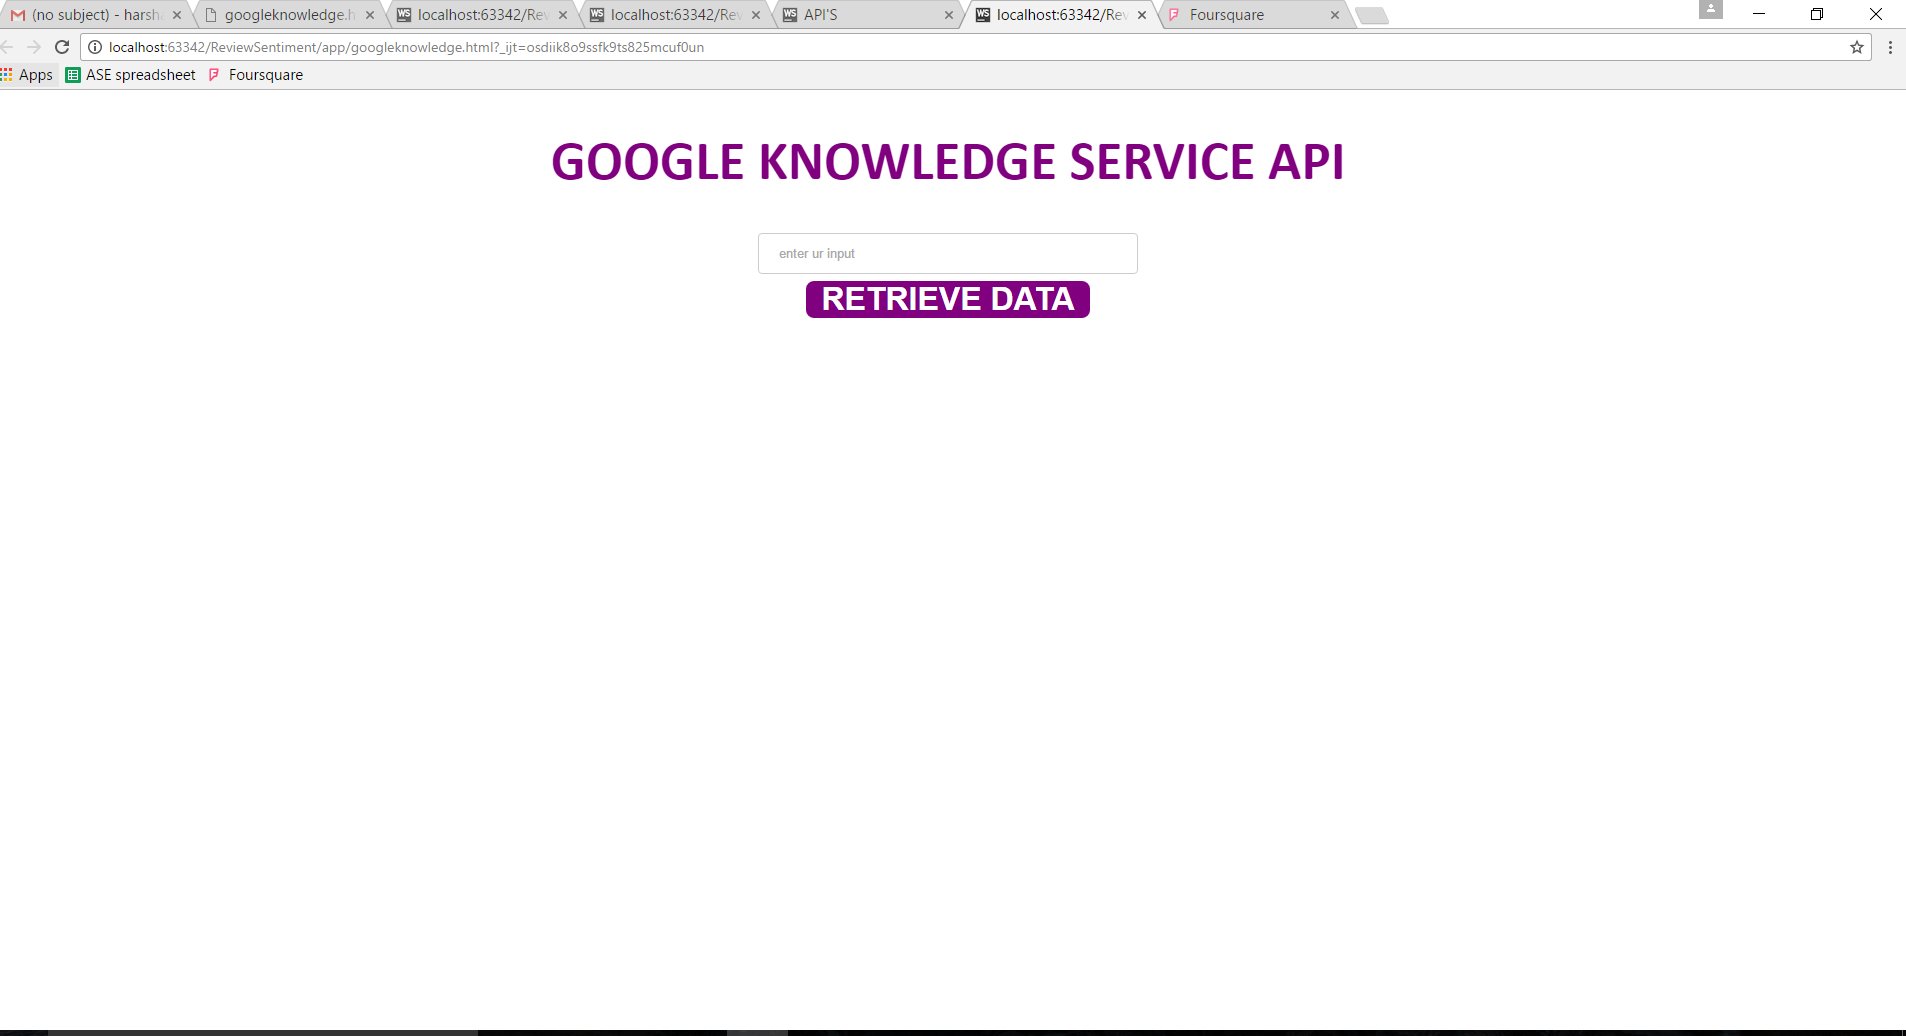 (no subject) - harsha
googleknowledge.h
localhost:63342/Rev
localhost:63342/Rev
API'S
localhost:63342/Rev
Foursquare
localhost:63342/ReviewSentiment/app/googleknowledge.html?_ijt=osdiik8o9ssfk9ts825mcuf0un
Apps
ASE spreadsheet
Foursquare
GOOGLE KNOWLEDGE SERVICE API
enter ur input
RETRIEVE DATA